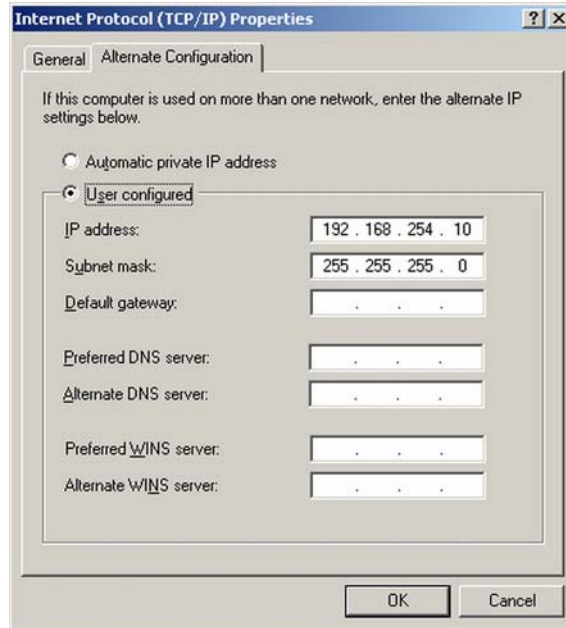 Internet Protocol (TCP/IP) Properties
General
Alternate Configuration
If this computer is used on more than one network, enter the alternate IP
settings below.
Automatic private IP address
User configured
IP address: 192 . 168 . 254 . 10
Subnet mask: 255 . 255 . 255 . 0
Default gateway: . . .
Preferred DNS server: . . .
Alternate DNS server: . . .
Preferred WINS server: . . .
Alternate WINS server: . . .
OK
Cancel